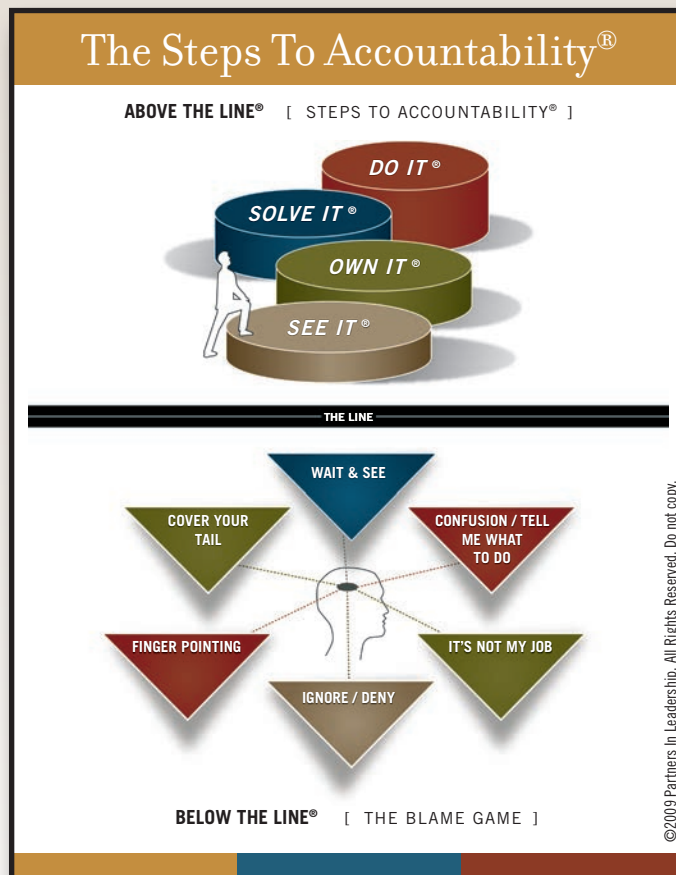 The Steps To Accountability®
ABOVE THE LINE® [ STEPS TO ACCOUNTABILITY® ]
DO IT ®
SOLVE IT ®
OWN IT ®
SEE IT ®
THE LINE
WAIT & SEE
COVER YOUR
TAIL
CONFUSION / TELL
ME WHAT
TO DO
FINGER POINTING
IT'S NOT MY JOB
IGNORE / DENY
BELOW THE LINE® [ THE BLAME GAME ]
©2009 Partners In Leadership. All Rights Reserved. Do not copy.